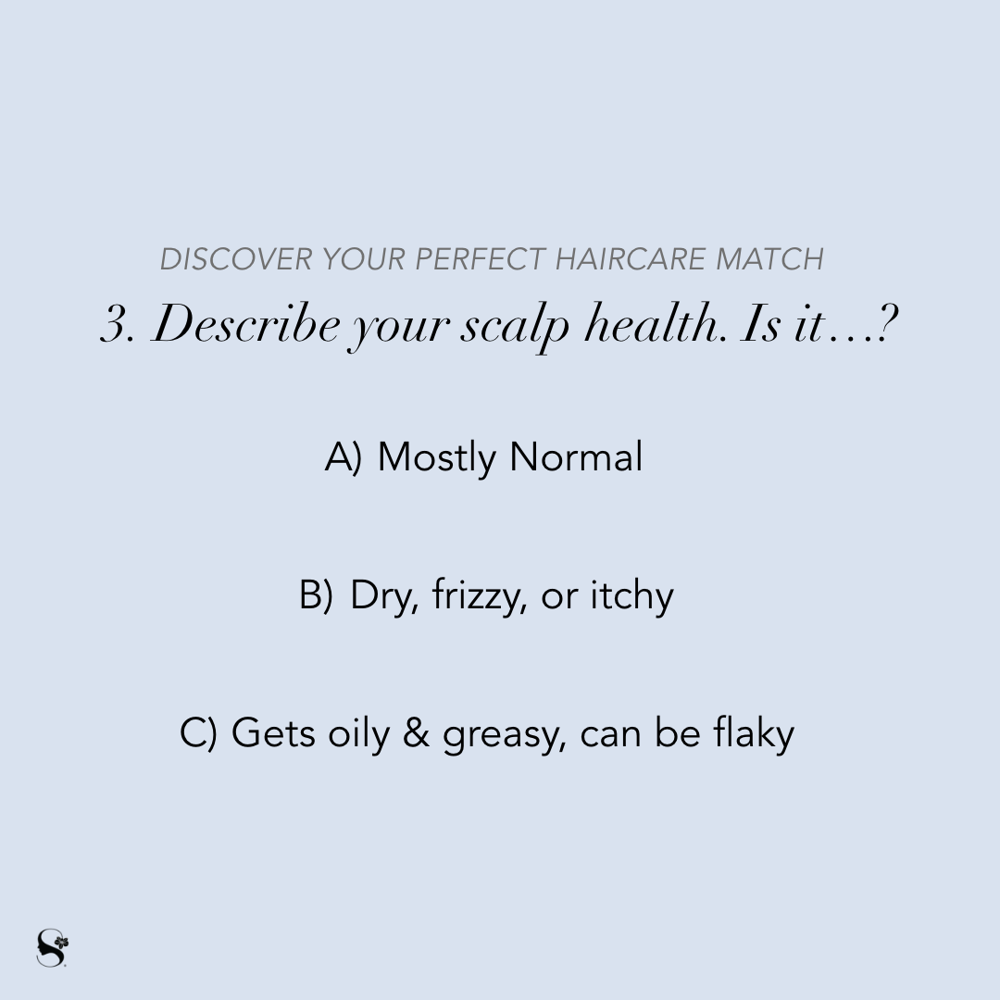 DISCOVER YOUR PERFECT HAIRCARE MATCH
3. Describe your scalp health. Is it...?
A) Mostly Normal
B) Dry, frizzy, or itchy
C) Gets oily & greasy, can be flaky